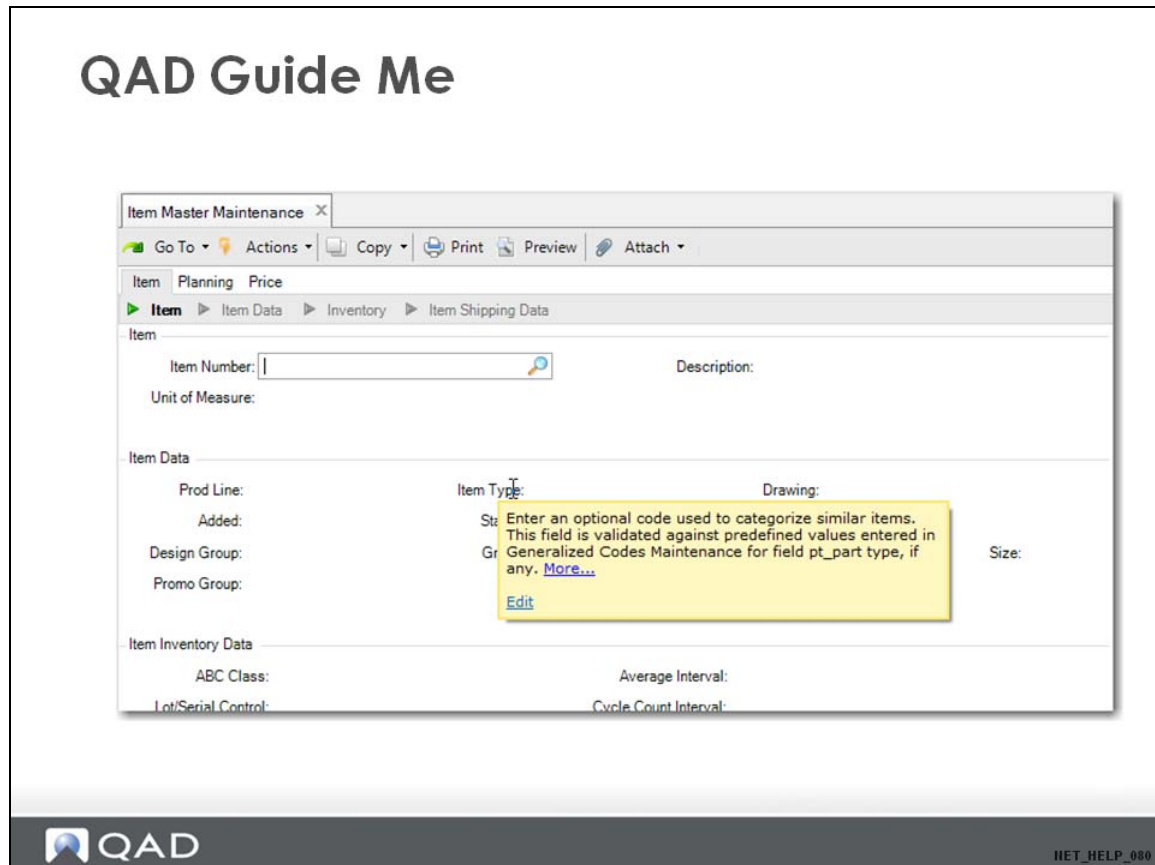 QAD Guide Me
Item Master Maintenance
Go To Actions Copy Print Preview Attach
Item Planning Price
Item Item Data Inventory Item Shipping Data
Item
Item Number: Description:
Unit of Measure:
Item Data
Prod Line: Item Type: Drawing:
Added: Sta
Design Group: Gr Size:
Promo Group:
Enter an optional code used to categorize similar items.
This field is validated against predefined values entered in
Generalized Codes Maintenance for field pt_part type, if
any. More...
Edit
Item Inventory Data
ABC Class: Average Interval:
Lot/Serial Control: Cycle Count Interval:
QAD
NET_HELP_080